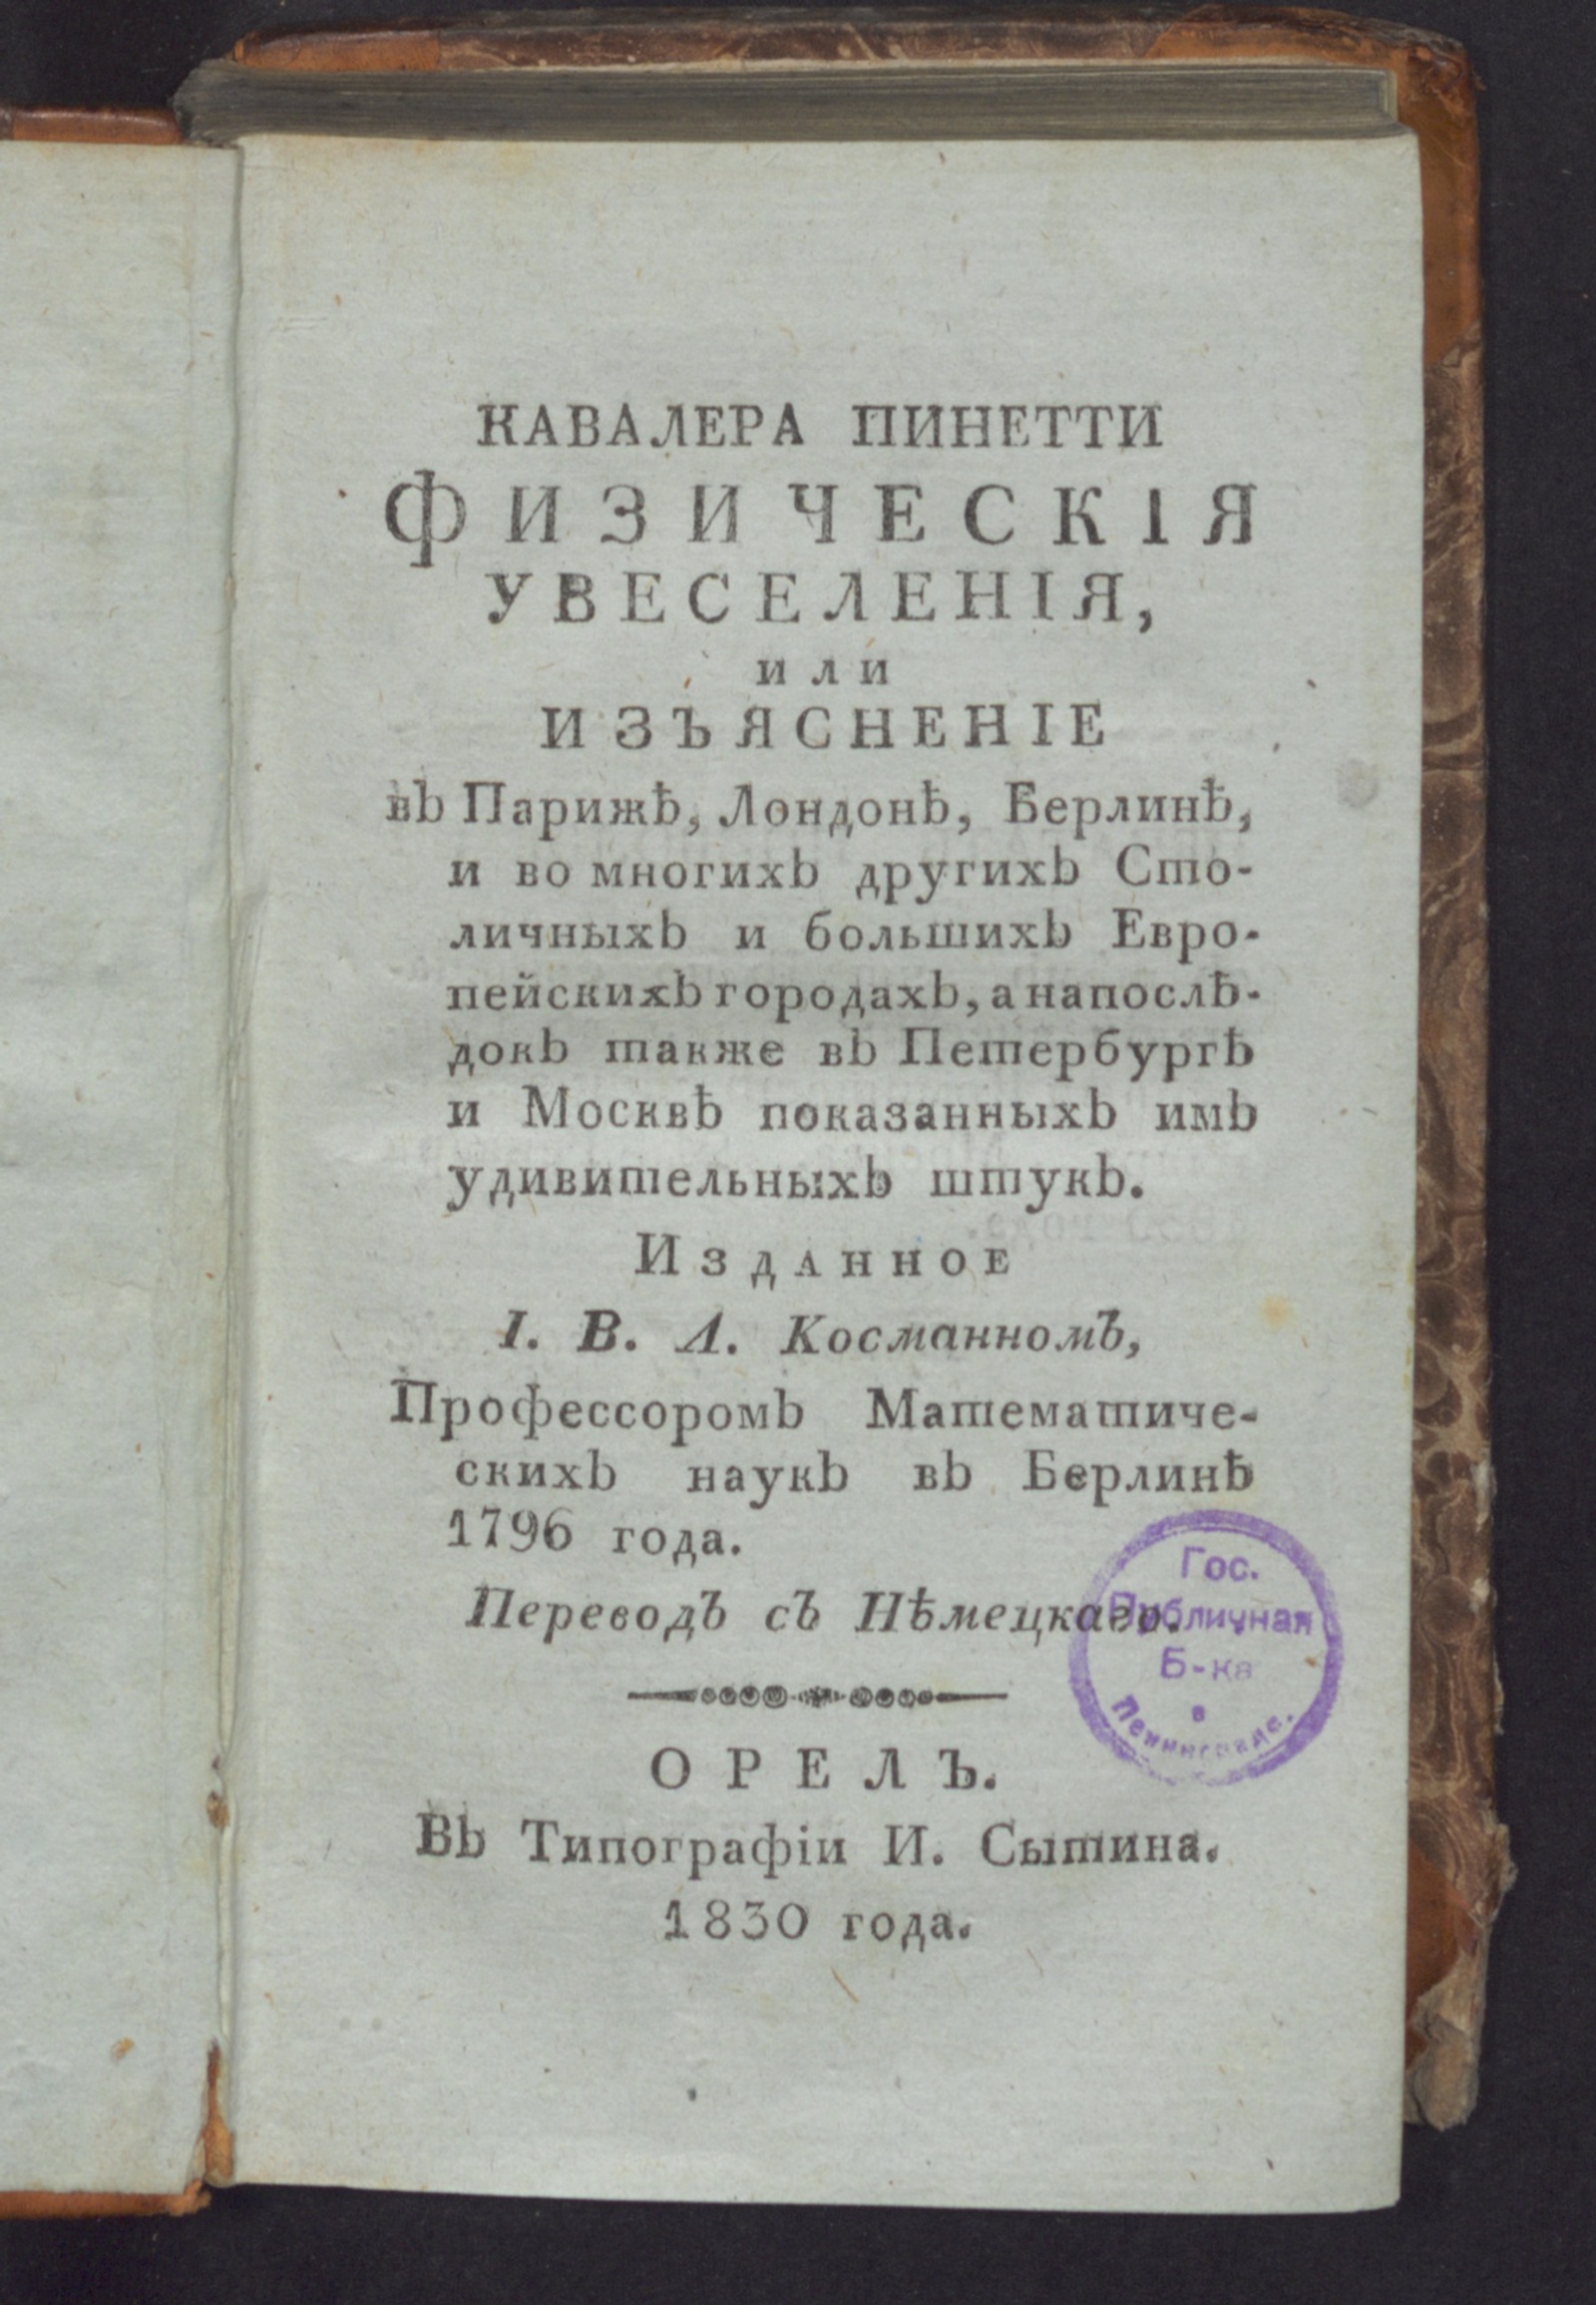 КАВАЛЕРА ПИНЕТТИ
ФИЗИЧЕСКІЯ
УВЕСЕЛЕНІЯ,
или
ИЗЪЯСНЕНІЕ
въ Парижѣ, Лондонѣ, Берлинѣ,
и во многихъ другихъ Сто-
личныхъ и большихъ Евро-
пейскихъ городахъ, а напослѣ-
докъ также въ Петербургѣ
и Москвѣ показанныхъ имъ
удивительныхъ штукъ.
Изданное
І. В. А. Косманномъ,
Профессоромъ Математиче-
скихъ наукъ въ Берлинѣ
1796 года.
Переводъ съ Нѣмецкаго.
Гос.
Публичная
Б-ка
в
Ленинграде.
ОРЕЛЪ.
Въ Типографіи И. Сытина.
1830 года.